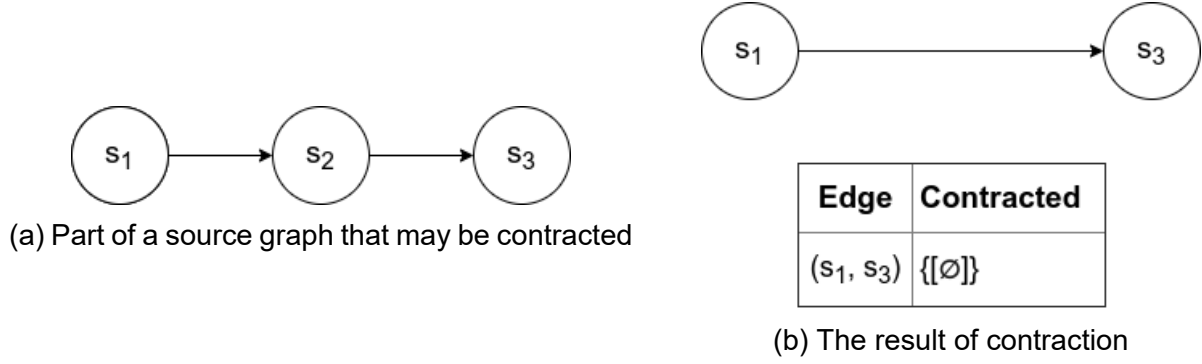 s₁ s₂ s₃
(a) Part of a source graph that may be contracted
s₁ s₃
Edge Contracted
(s₁, s₃) {[∅]}
(b) The result of contraction